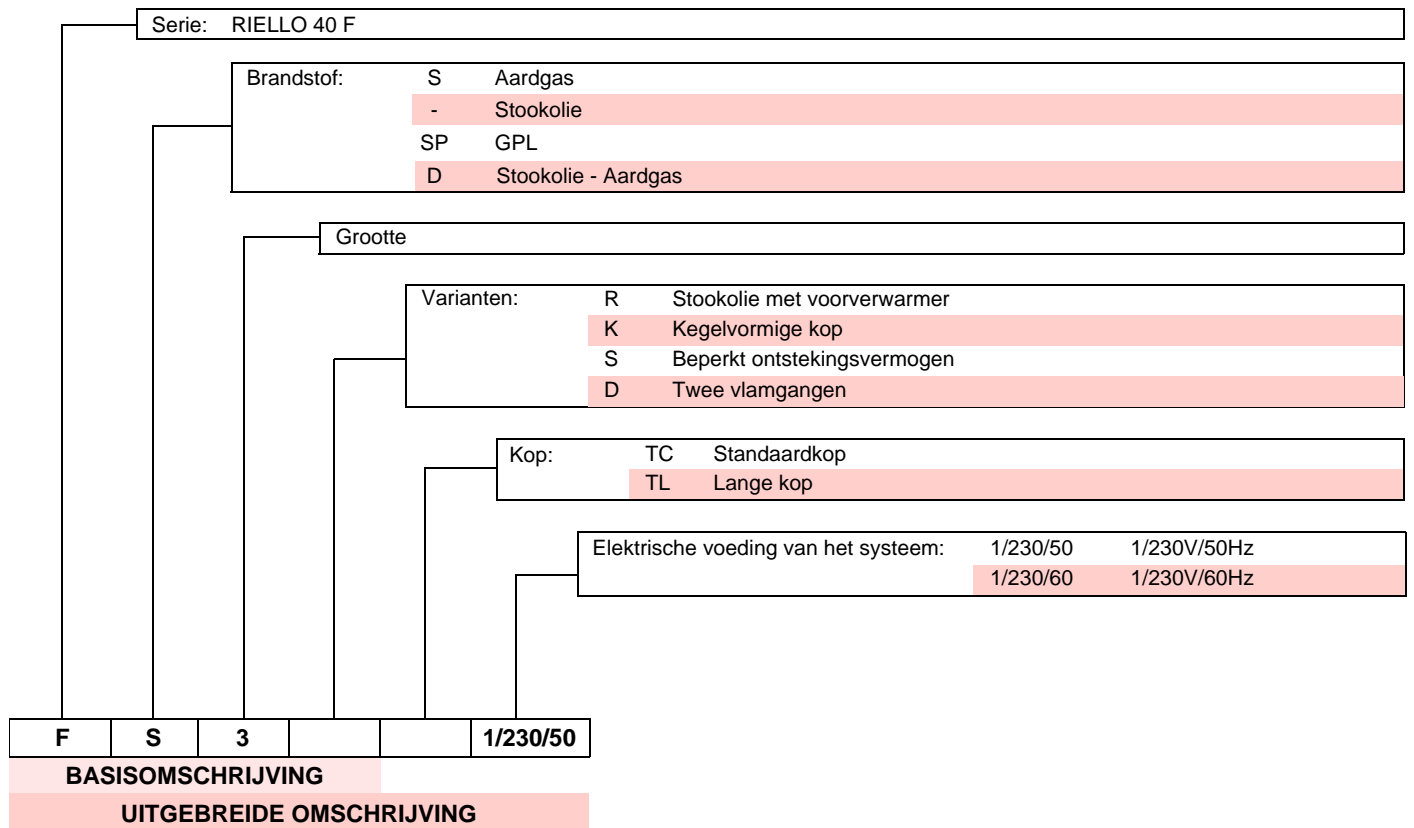 Serie: RIELLO 40 F
Brandstof: S Aardgas
- Stookolie
SP GPL
D Stookolie - Aardgas
Grootte
Varianten: R Stookolie met voorverwarmer
K Kegelvormige kop
S Beperkt ontstekingsvermogen
D Twee vlamgangen
Kop: TC Standaardkop
TL Lange kop
Elektrische voeding van het systeem: 1/230/50 1/230V/50Hz
1/230/60 1/230V/60Hz
F S 3 1/230/50
BASISOMSCHRIJVING
UITGEBREIDE OMSCHRIJVING